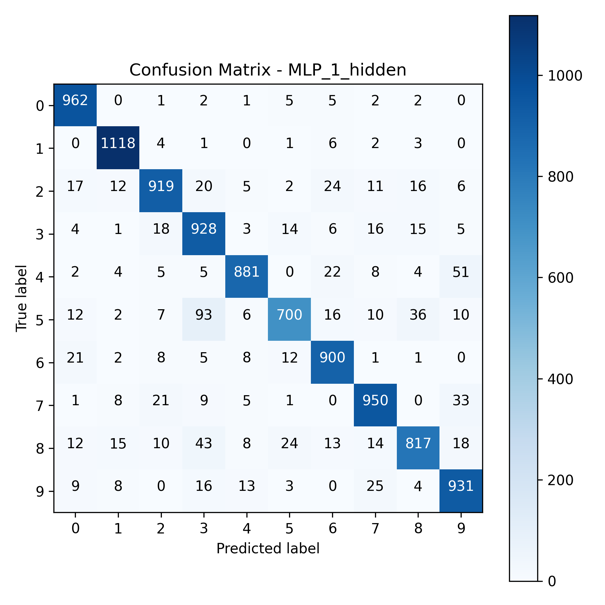 Confusion Matrix - MLP_1_hidden
0 962 0 1 2 1 5 5 2 2 0
1 0 1118 4 1 0 1 6 2 3 0
2 17 12 919 20 5 2 24 11 16 6
3 4 1 18 928 3 14 6 16 15 5
4 2 4 5 5 881 0 22 8 4 51
5 12 2 7 93 6 700 16 10 36 10
6 21 2 8 5 8 12 900 1 1 0
7 1 8 21 9 5 1 0 950 0 33
8 12 15 10 43 8 24 13 14 817 18
9 9 8 0 16 13 3 0 25 4 931
0 1 2 3 4 5 6 7 8 9
Predicted label
True label
1000
800
600
400
200
0